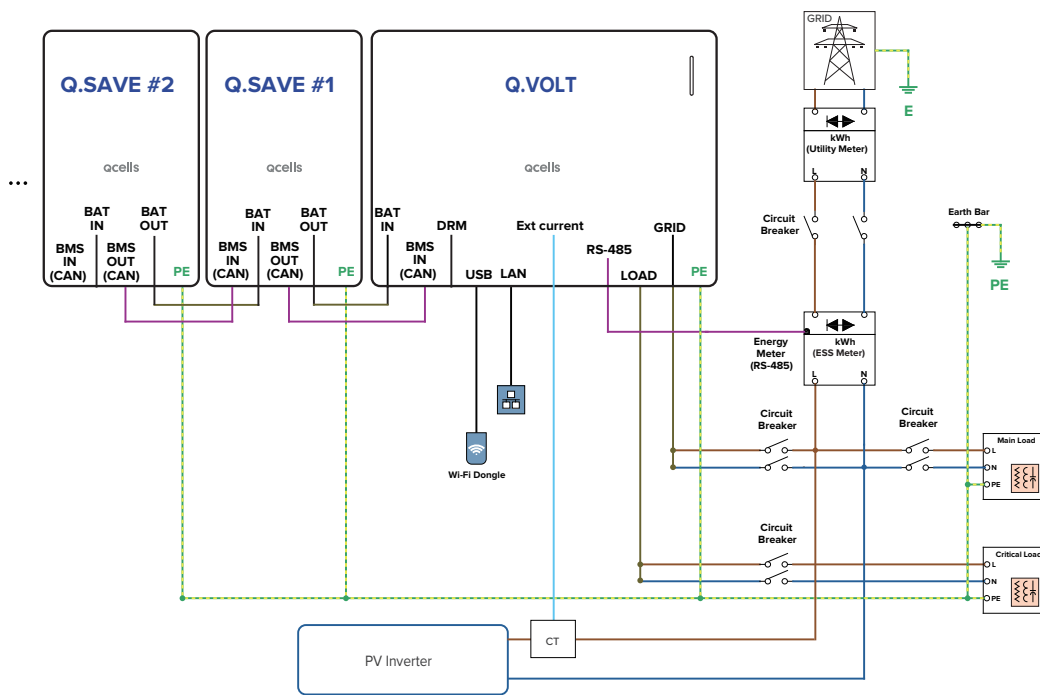 GRID
E
Q.SAVE #2
Q.SAVE #1
Q.VOLT
kWh
(Utility Meter)
L
N
qcells
qcells
qcells
...
BAT
IN
BAT
OUT
BMS
IN
(CAN)
BMS
OUT
(CAN)
PE
BAT
IN
BAT
OUT
BMS
IN
(CAN)
BMS
OUT
(CAN)
PE
BAT
IN
BMS
IN
(CAN)
DRM
USB
LAN
Ext current
RS-485
LOAD
GRID
PE
Circuit
Breaker
Earth Bar
PE
Energy
Meter
(RS-485)
kWh
(ESS Meter)
L
N
Wi-Fi Dongle
Circuit
Breaker
Circuit
Breaker
Main Load
L
N
PE
Circuit
Breaker
Critical Load
L
N
PE
CT
PV Inverter